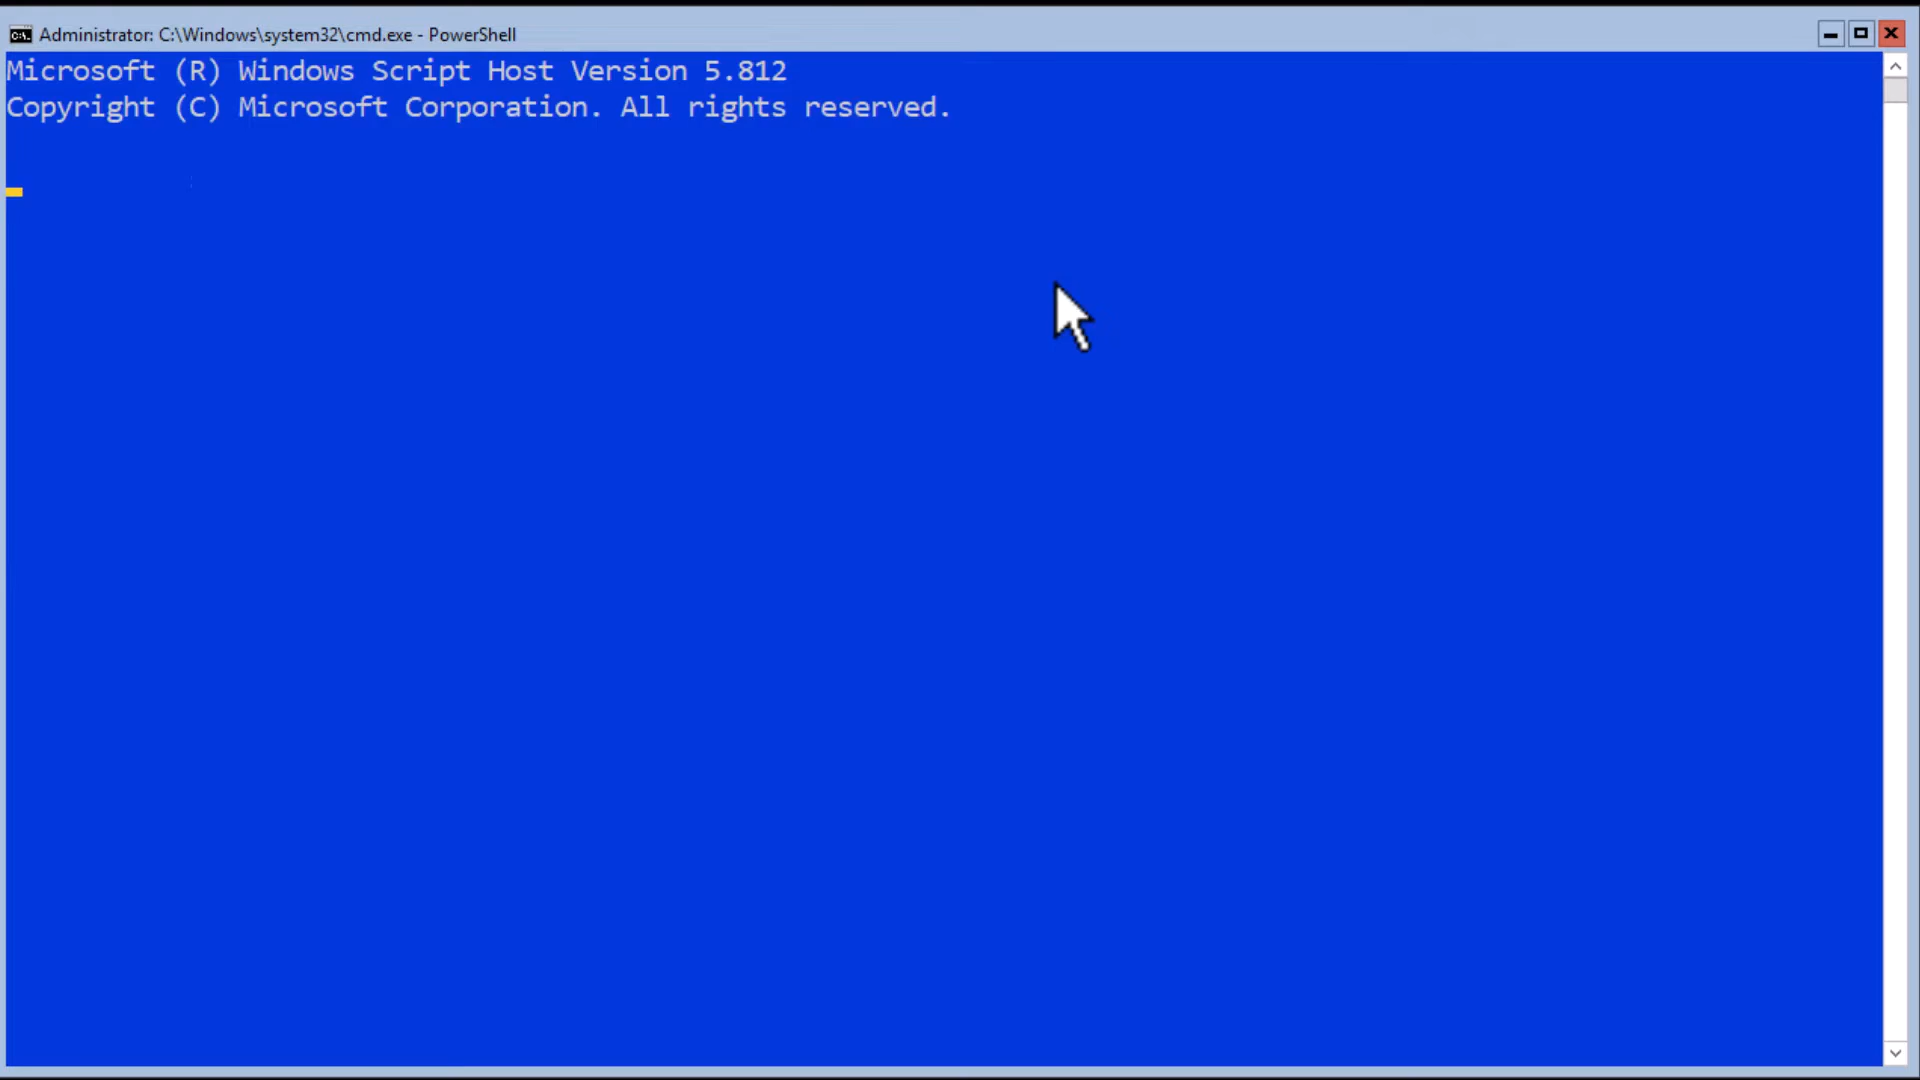 Administrator: C:\Windows\system32\cmd.exe - PowerShell
Microsoft (R) Windows Script Host Version 5.812
Copyright (C) Microsoft Corporation. All rights reserved.